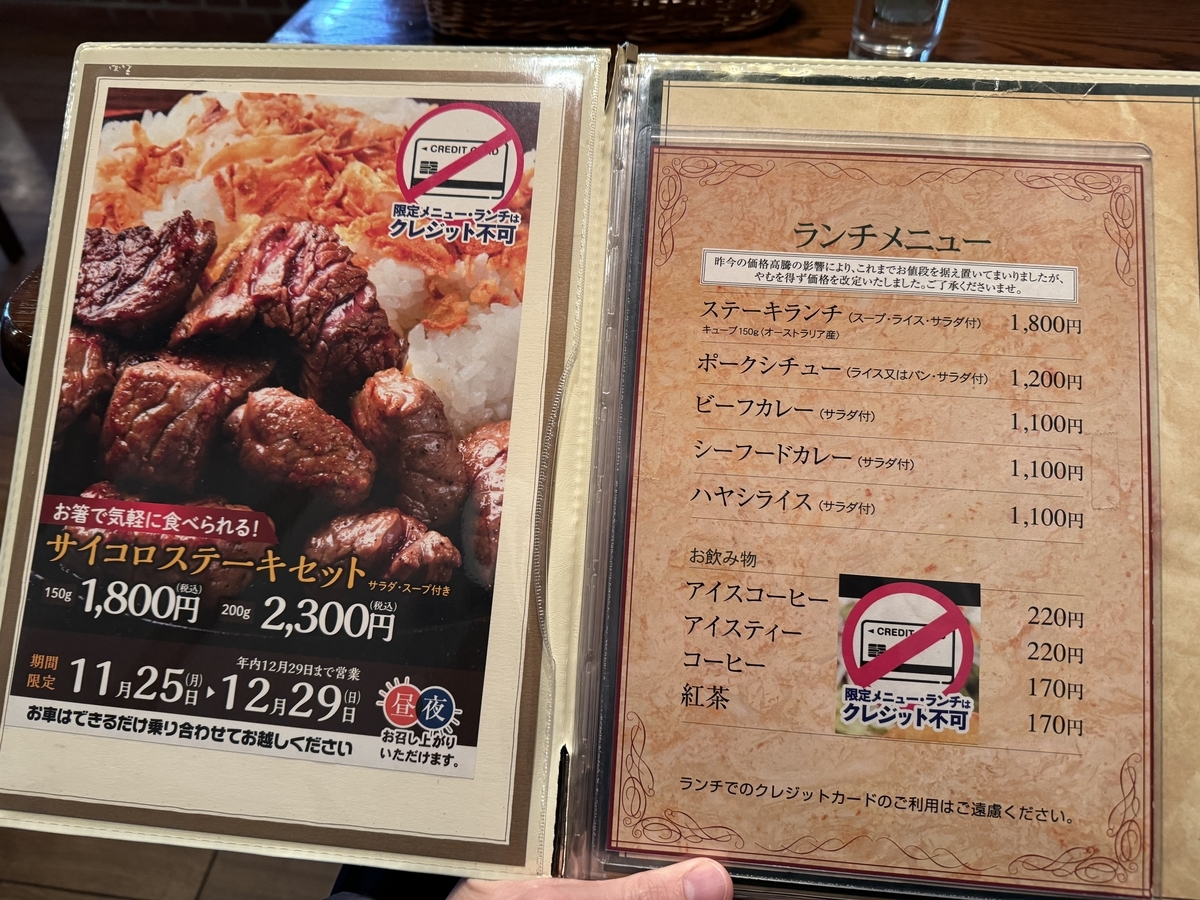 CREDIT CARD
限定メニュー・ランチは
クレジット不可
お箸で気軽に食べられる!
サイコロステーキセット サラダ・スープ付き
150g 1,800円(税込) 200g 2,300円(税込)
期間限定 年内12月29日まで営業
11月25日(月)▶12月29日(日)
昼 夜
お召し上がり
いただけます。
お車はできるだけ乗り合わせてお越しください
ランチメニュー
昨今の価格高騰の影響により、これまでお値段を据え置いてまいりましたが、
やむを得ず価格を改定いたしました。ご了承くださいませ。
ステーキランチ (スープ・ライス・サラダ付) 1,800円
キューブ150g(オーストラリア産)
ポークシチュー (ライス又はパン・サラダ付) 1,200円
ビーフカレー (サラダ付) 1,100円
シーフードカレー (サラダ付) 1,100円
ハヤシライス (サラダ付) 1,100円
お飲み物
アイスコーヒー 220円
アイスティー 220円
コーヒー 170円
紅茶 170円
CREDIT
限定メニュー・ランチは
クレジット不可
ランチでのクレジットカードのご利用はご遠慮ください。